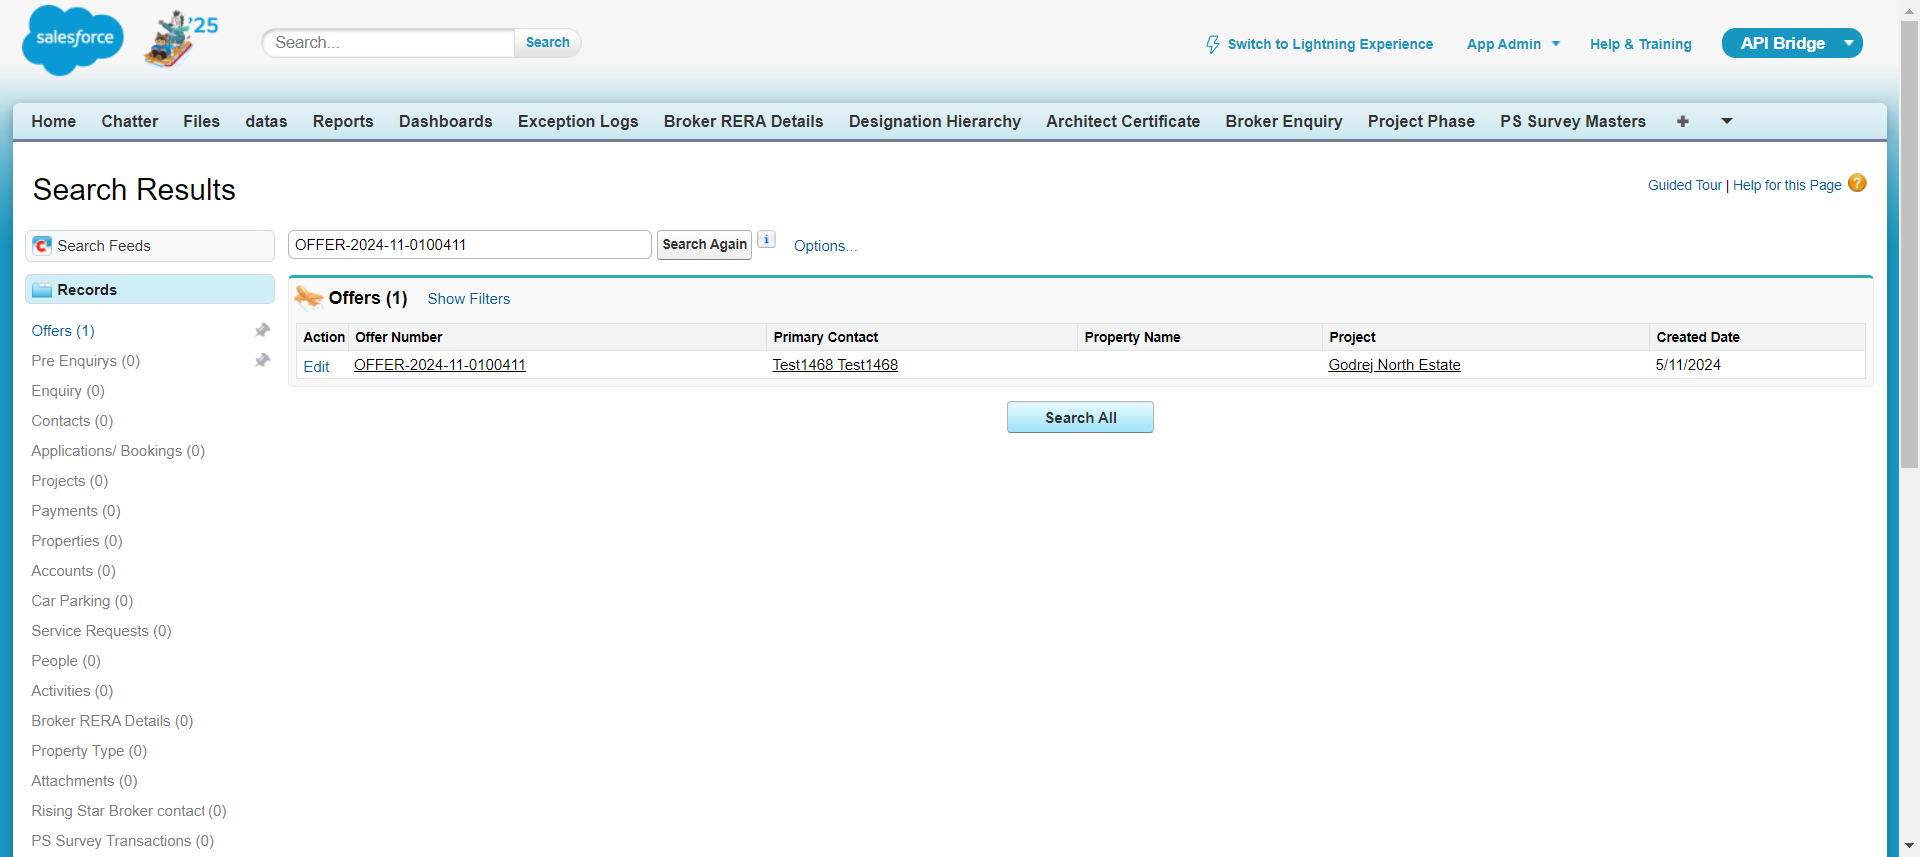 salesforce
'25
Search...
Search
Switch to Lightning Experience
App Admin
Help & Training
API Bridge
Home
Chatter
Files
datas
Reports
Dashboards
Exception Logs
Broker RERA Details
Designation Hierarchy
Architect Certificate
Broker Enquiry
Project Phase
PS Survey Masters
Search Results
Guided Tour | Help for this Page
Search Feeds
OFFER-2024-11-0100411
Search Again
Options...
Records
Offers (1)
Show Filters
Action Offer Number Primary Contact Property Name Project Created Date
Edit OFFER-2024-11-0100411 Test1468 Test1468 Godrej North Estate 5/11/2024
Search All
Offers (1)
Pre Enquirys (0)
Enquiry (0)
Contacts (0)
Applications/ Bookings (0)
Projects (0)
Payments (0)
Properties (0)
Accounts (0)
Car Parking (0)
Service Requests (0)
People (0)
Activities (0)
Broker RERA Details (0)
Property Type (0)
Attachments (0)
Rising Star Broker contact (0)
PS Survey Transactions (0)